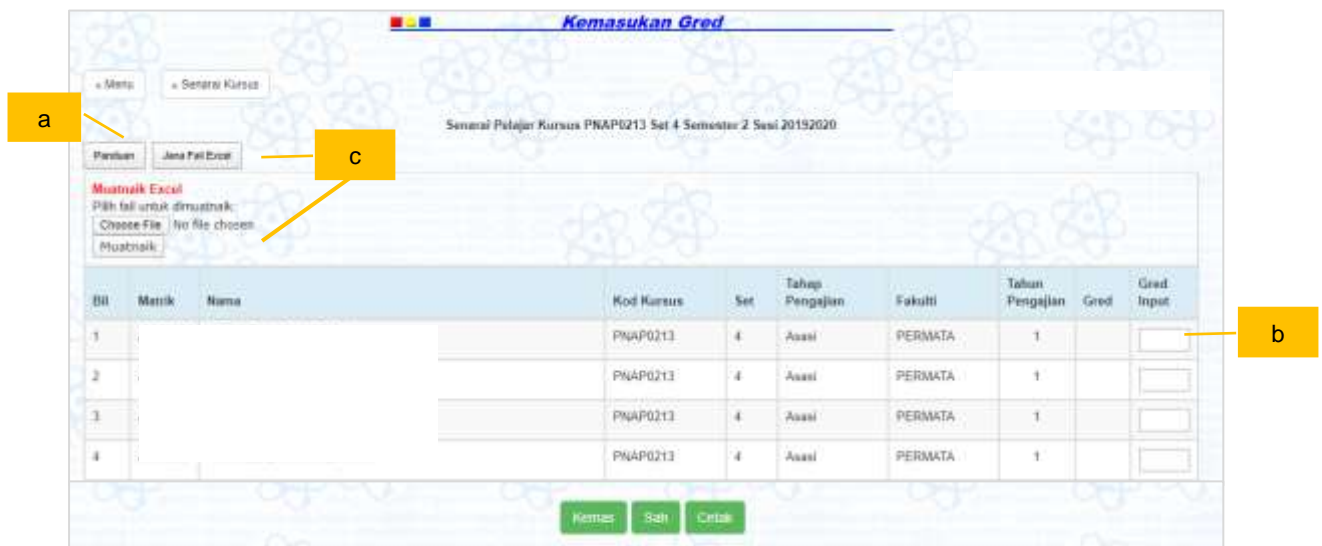 Kemasukan Gred
« Menu « Senarai Kursus
a
Senarai Pelajar Kursus PNAP0213 Set 4 Semester 2 Sesi 20192020
Panduan Jana Fail Excel
c
Muatnaik Excel
Pilih fail untuk dimuatnaik:
Choose File No file chosen
Muatnaik
Bil Matrik Nama Kod Kursus Set Tahap Pengajian Fakulti Tahun Pengajian Gred Gred Input
1 PNAP0213 4 Asasi PERMATA 1
b
2 PNAP0213 4 Asasi PERMATA 1
3 PNAP0213 4 Asasi PERMATA 1
4 PNAP0213 4 Asasi PERMATA 1
Kemas Sah Cetak